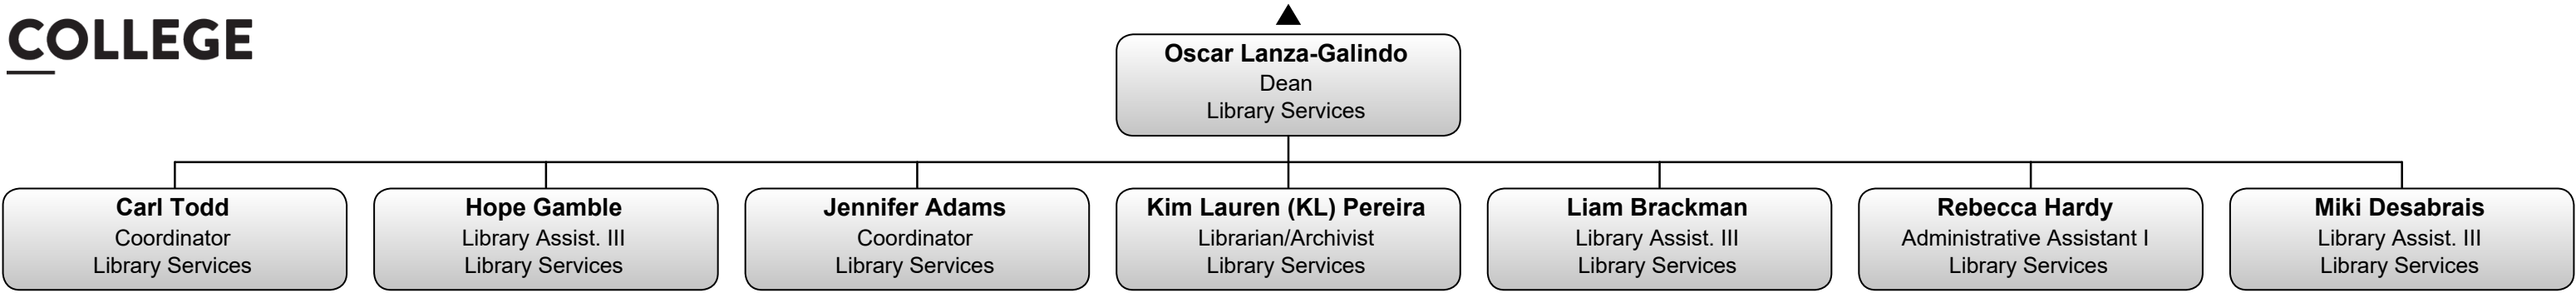 COLLEGE
Oscar Lanza-Galindo
Dean
Library Services
Carl Todd
Coordinator
Library Services
Hope Gamble
Library Assist. III
Library Services
Jennifer Adams
Coordinator
Library Services
Kim Lauren (KL) Pereira
Librarian/Archivist
Library Services
Liam Brackman
Library Assist. III
Library Services
Rebecca Hardy
Administrative Assistant I
Library Services
Miki Desabrais
Library Assist. III
Library Services